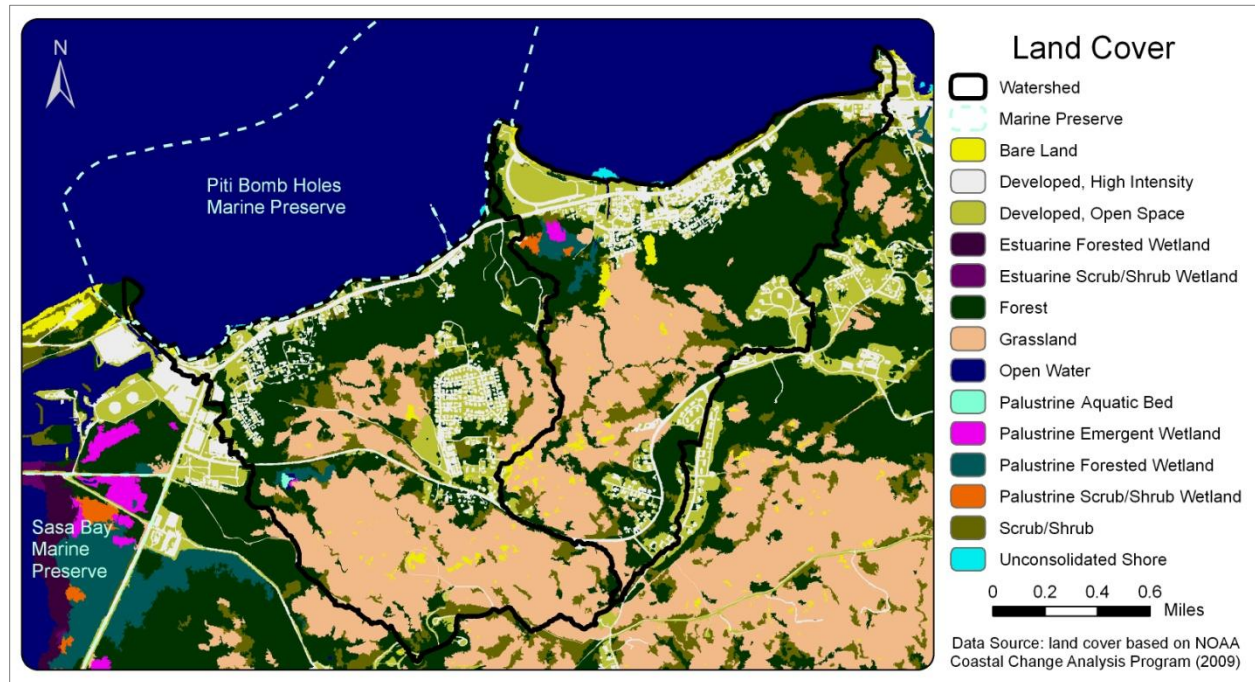 N
Piti Bomb Holes
Marine Preserve
Sasa Bay
Marine
Preserve
Land Cover
Watershed
Marine Preserve
Bare Land
Developed, High Intensity
Developed, Open Space
Estuarine Forested Wetland
Estuarine Scrub/Shrub Wetland
Forest
Grassland
Open Water
Palustrine Aquatic Bed
Palustrine Emergent Wetland
Palustrine Forested Wetland
Palustrine Scrub/Shrub Wetland
Scrub/Shrub
Unconsolidated Shore
0 0.2 0.4 0.6
Miles
Data Source: land cover based on NOAA
Coastal Change Analysis Program (2009)